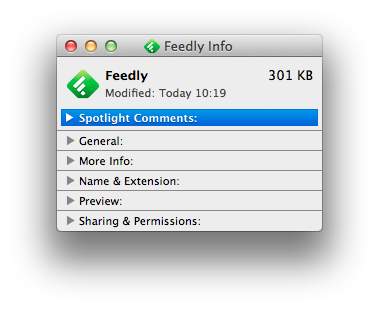 Feedly Info
Feedly 301 KB
Modified: Today 10:19
Spotlight Comments:
General:
More Info:
Name & Extension:
Preview:
Sharing & Permissions: